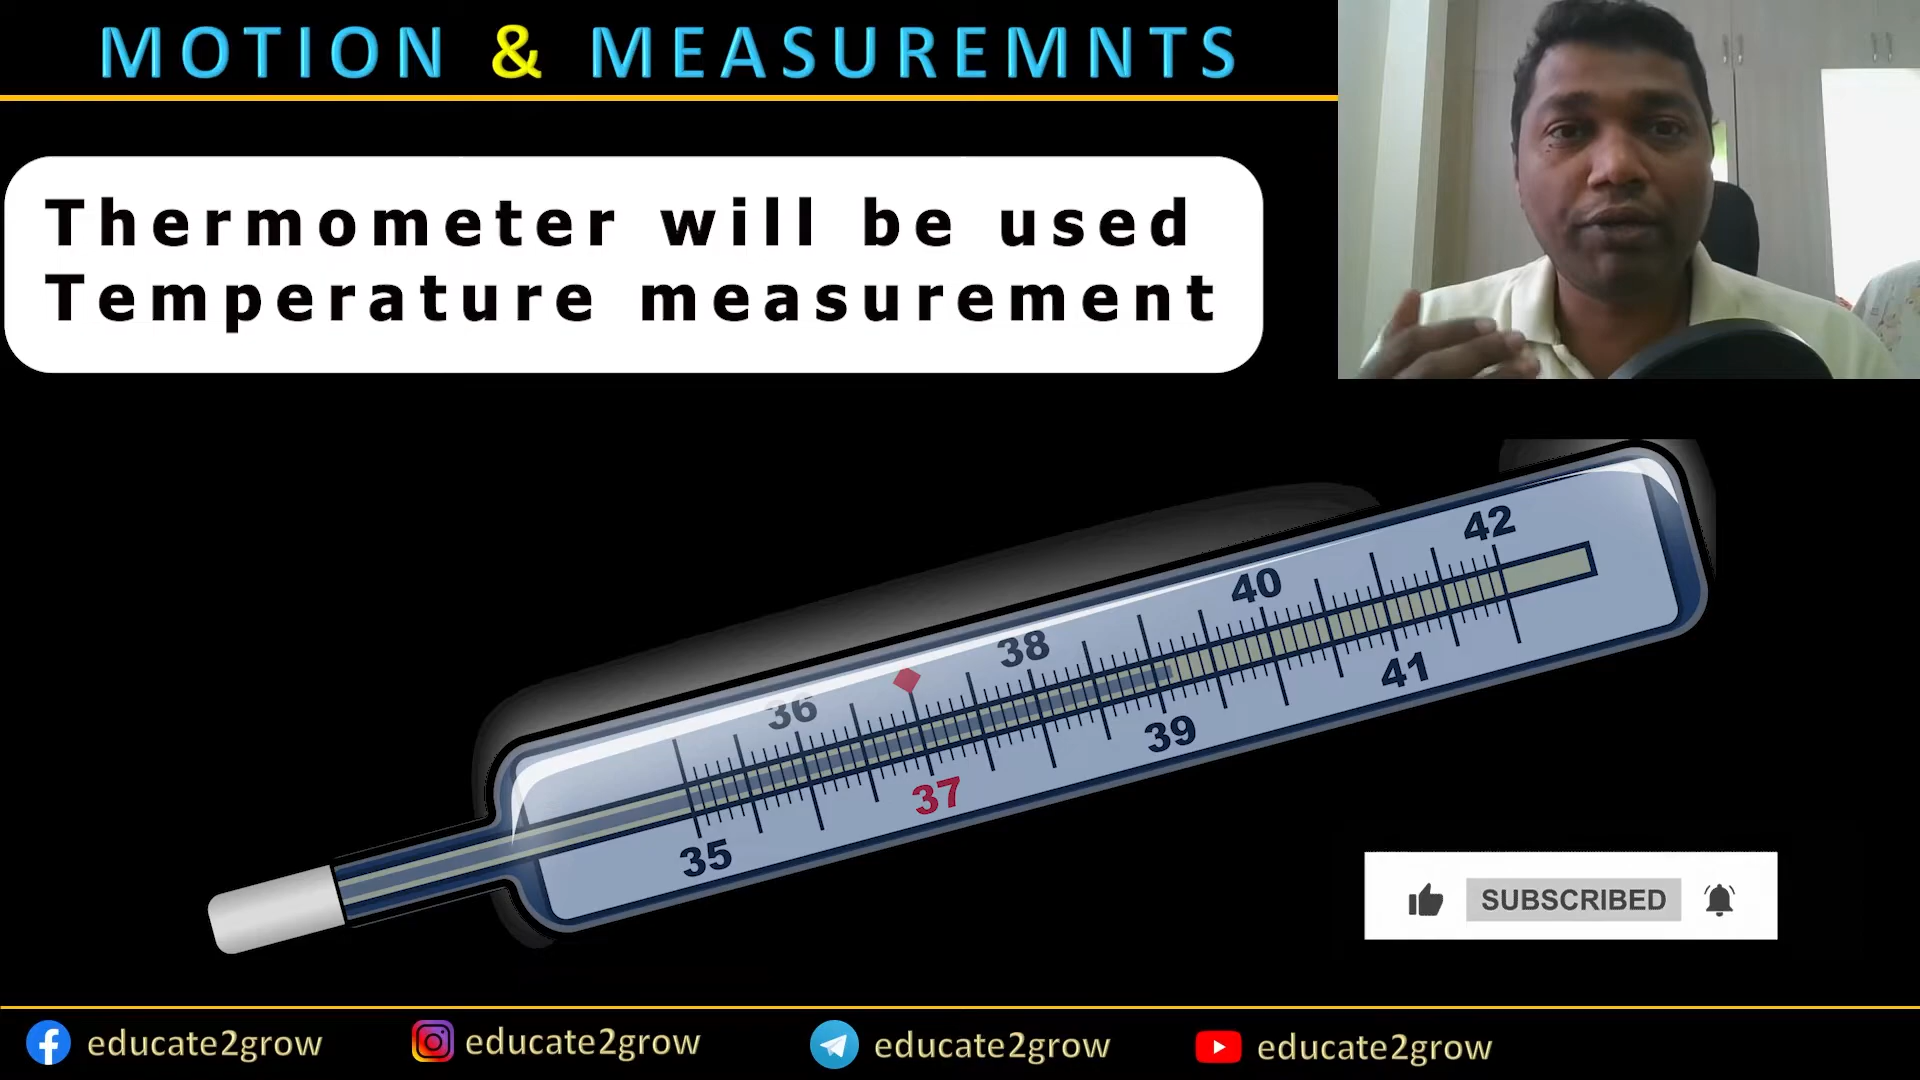 MOTION & MEASUREMNTS
Thermometer will be used
Temperature measurement
42
40
38
36
41
39
37
35
SUBSCRIBED
educate2grow educate2grow educate2grow educate2grow